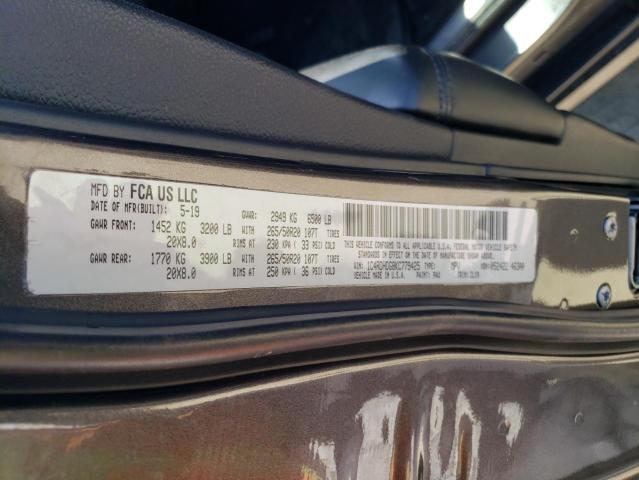 MFD BY FCA US LLC
DATE OF MFR(BUILT): 5-19 GVWR: 2949 KG 6500 LB
GAWR FRONT: 1452 KG 3200 LB WITH 265/50R20 107T TIRES
20X8.0 RIMS AT 230 KPA ( 33 PSI COLD
GAWR REAR: 1770 KG 3900 LB WITH 265/50R20 107T TIRES
20X8.0 RIMS AT 250 KPA ( 36 PSI COLD
THIS VEHICLE CONFORMS TO ALL APPLICABLE U.S.A. FEDERAL MOTOR VEHICLE SAFETY
STANDARDS IN EFFECT ON THE DATE OF MANUFACTURE SHOWN ABOVE.
VIN: 1C4RDHDG8KC779425 TYPE: MPV MDH: 052422
VEHICLE MADE IN U.S.A. PAINT: PAU TRIM: